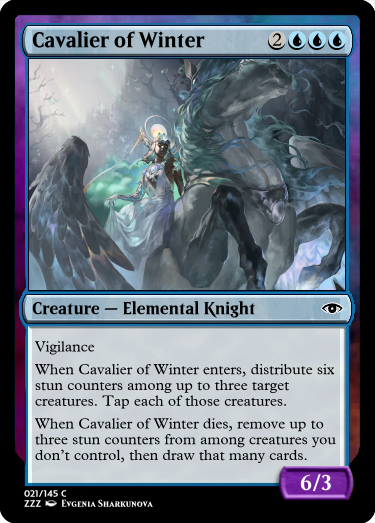 Cavalier of Winter 2
Creature — Elemental Knight
Vigilance
When Cavalier of Winter enters, distribute six
stun counters among up to three target
creatures. Tap each of those creatures.
When Cavalier of Winter dies, remove up to
three stun counters from among creatures you
don't control, then draw that many cards.
6/3
021/145 C
ZZZ Evgenia Sharkunova